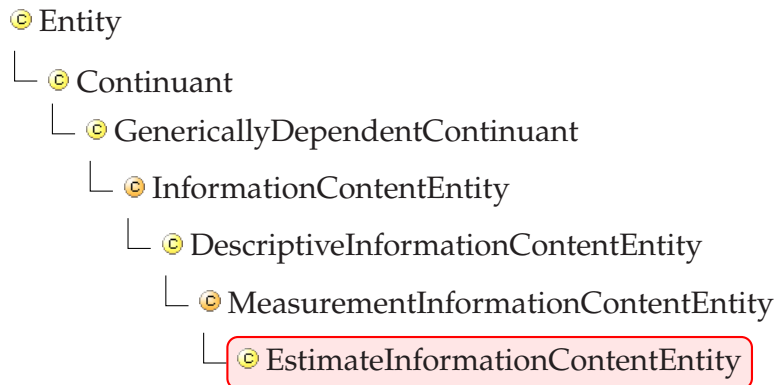 Entity
Continuant
GenericallyDependentContinuant
InformationContentEntity
DescriptiveInformationContentEntity
MeasurementInformationContentEntity
EstimateInformationContentEntity